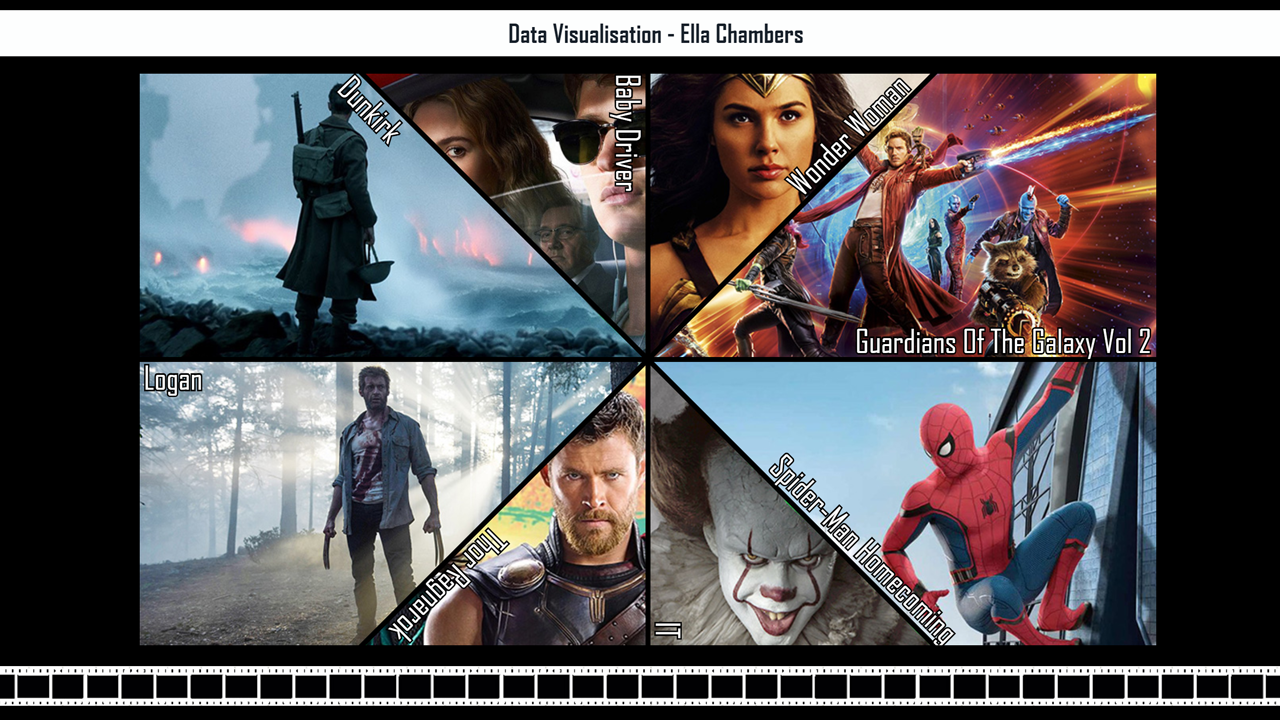 Data Visualisation - Ella Chambers
Dunkirk
Baby Driver
Wonder Woman
Guardians Of The Galaxy Vol 2
Logan
Thor Ragnarok
IT
Spider-Man Homecoming